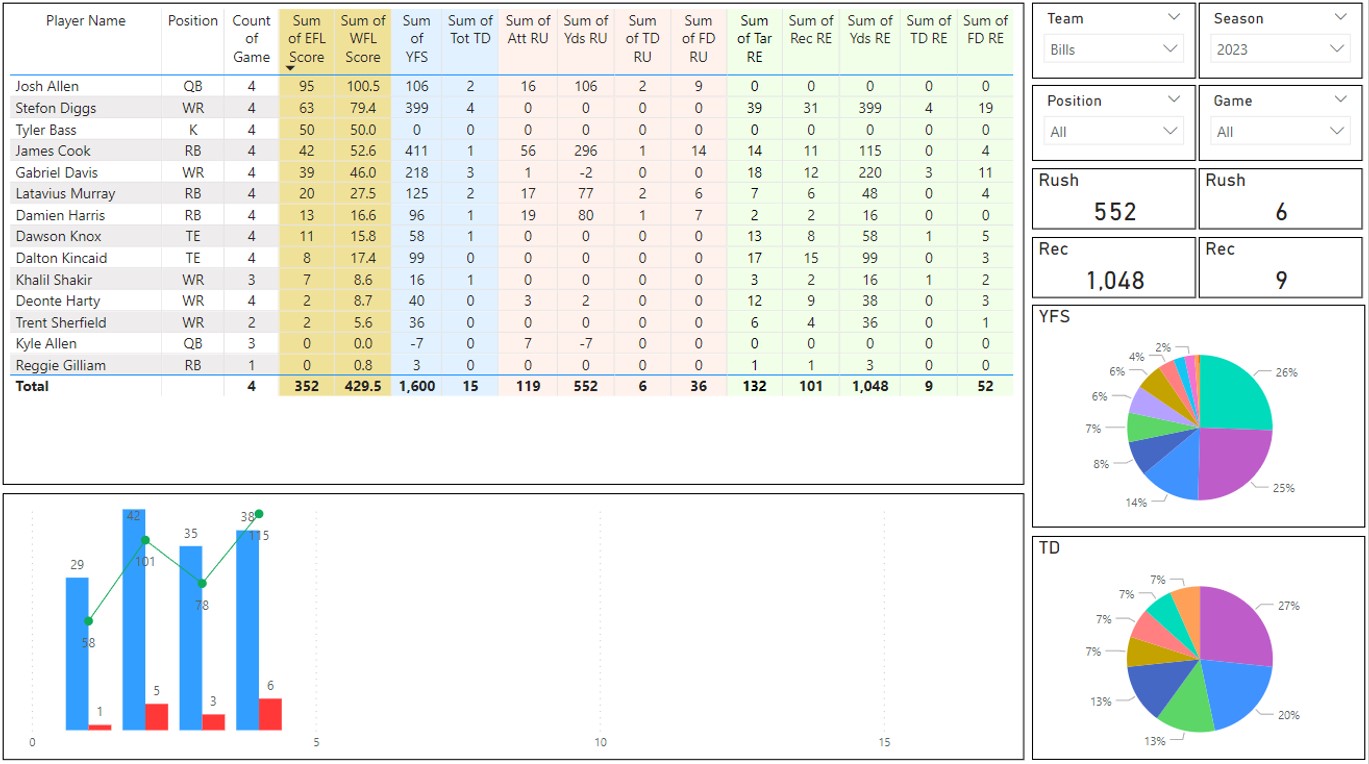 Player Name Position Count of Game Sum of EFL Score Sum of WFL Score Sum of YFS Sum of Tot TD Sum of Att RU Sum of Yds RU Sum of TD RU Sum of FD RU Sum of Tar RE Sum of Rec RE Sum of Yds RE Sum of TD RE Sum of FD RE
Josh Allen QB 4 95 100.5 106 2 16 106 2 9 0 0 0 0 0
Stefon Diggs WR 4 63 79.4 399 4 0 0 0 0 39 31 399 4 19
Tyler Bass K 4 50 50.0 0 0 0 0 0 0 0 0 0 0 0
James Cook RB 4 42 52.6 411 1 56 296 1 14 14 11 115 0 4
Gabriel Davis WR 4 39 46.0 218 3 1 -2 0 0 18 12 220 3 11
Latavius Murray RB 4 20 27.5 125 2 17 77 2 6 7 6 48 0 4
Damien Harris RB 4 13 16.6 96 1 19 80 1 7 2 2 16 0 0
Dawson Knox TE 4 11 15.8 58 1 0 0 0 0 13 8 58 1 5
Dalton Kincaid TE 4 8 17.4 99 0 0 0 0 0 17 15 99 0 3
Khalil Shakir WR 3 7 8.6 16 1 0 0 0 0 3 2 16 1 2
Deonte Harty WR 4 2 8.7 40 0 3 2 0 0 12 9 38 0 3
Trent Sherfield WR 2 2 5.6 36 0 0 0 0 0 6 4 36 0 1
Kyle Allen QB 3 0 0.0 -7 0 7 -7 0 0 0 0 0 0 0
Reggie Gilliam RB 1 0 0.8 3 0 0 0 0 0 1 1 3 0 0
Total 4 352 429.5 1,600 15 119 552 6 36 132 101 1,048 9 52
Team Season
Bills 2023
Position Game
All All
Rush Rush
552 6
Rec Rec
1,048 9
YFS
26%
25%
14%
8%
7%
6%
6%
4%
2%
29 42 35 38
58 101 78 115
1 5 3 6
0 5 10 15
TD
27%
20%
13%
13%
7%
7%
7%
7%